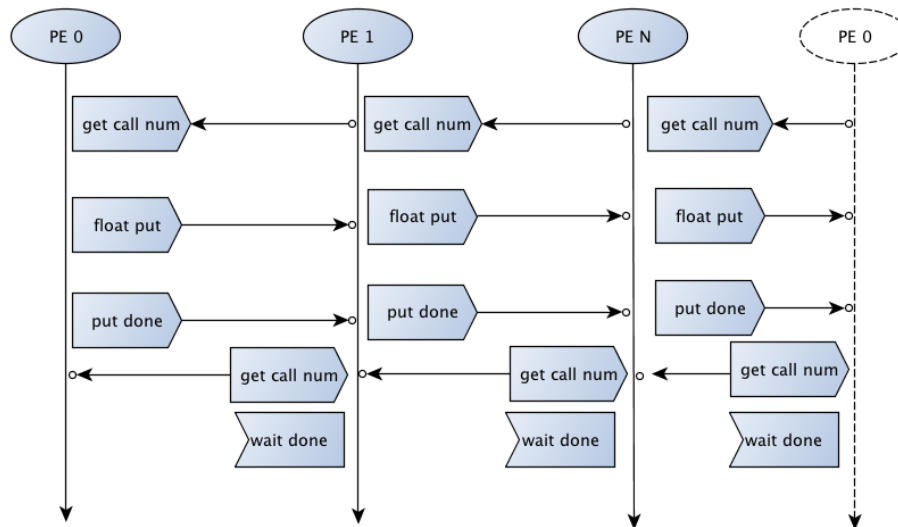 PE 0
PE 1
PE N
PE 0
get call num
get call num
get call num
float put
float put
float put
put done
put done
put done
get call num
get call num
get call num
wait done
wait done
wait done